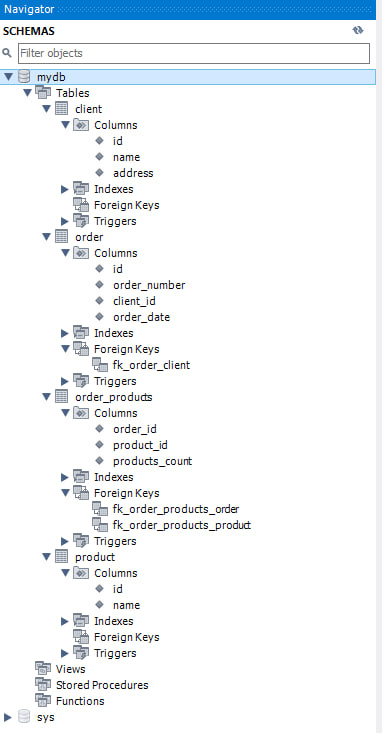 Navigator
SCHEMAS
Filter objects
mydb
Tables
client
Columns
id
name
address
Indexes
Foreign Keys
Triggers
order
Columns
id
order_number
client_id
order_date
Indexes
Foreign Keys
fk_order_client
Triggers
order_products
Columns
order_id
product_id
products_count
Indexes
Foreign Keys
fk_order_products_order
fk_order_products_product
Triggers
product
Columns
id
name
Indexes
Foreign Keys
Triggers
Views
Stored Procedures
Functions
sys